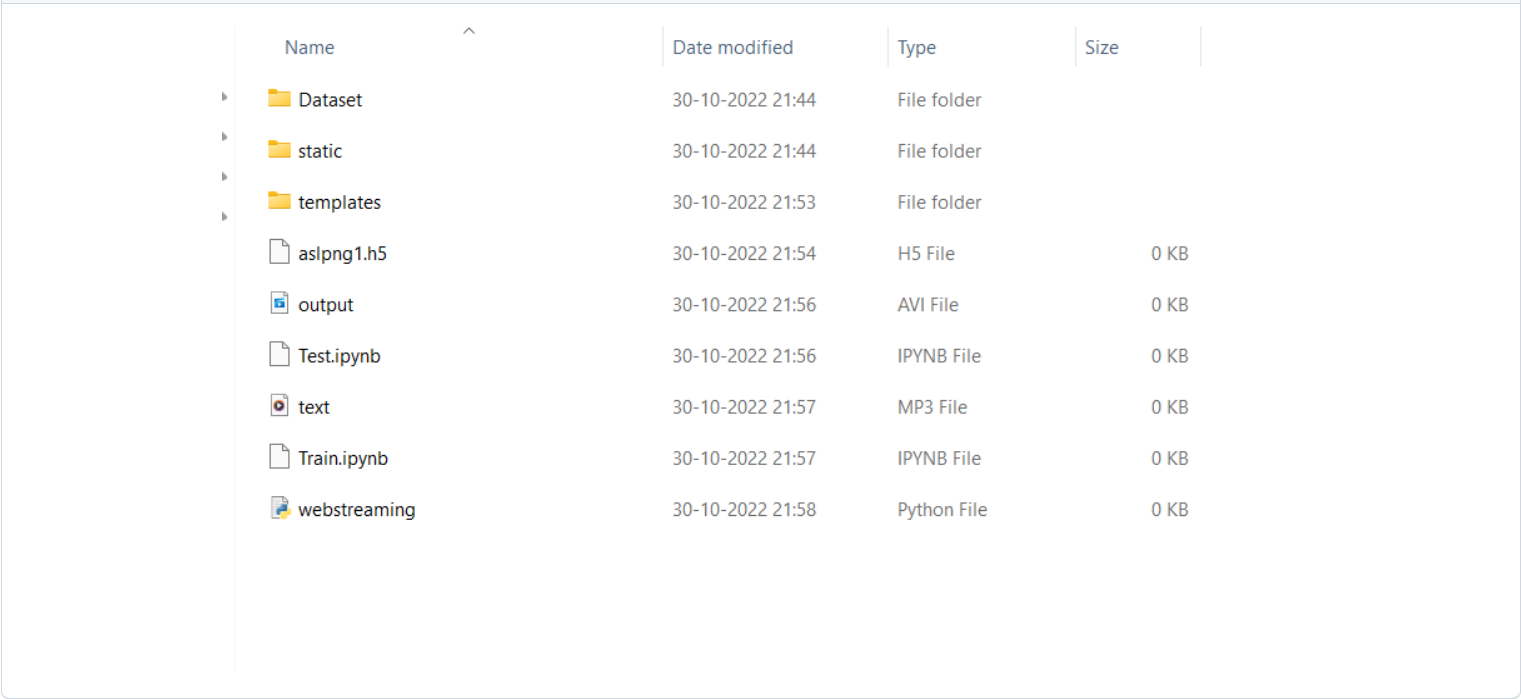 Name Date modified Type Size
Dataset 30-10-2022 21:44 File folder
static 30-10-2022 21:44 File folder
templates 30-10-2022 21:53 File folder
aslpng1.h5 30-10-2022 21:54 H5 File 0 KB
output 30-10-2022 21:56 AVI File 0 KB
Test.ipynb 30-10-2022 21:56 IPYNB File 0 KB
text 30-10-2022 21:57 MP3 File 0 KB
Train.ipynb 30-10-2022 21:57 IPYNB File 0 KB
webstreaming 30-10-2022 21:58 Python File 0 KB